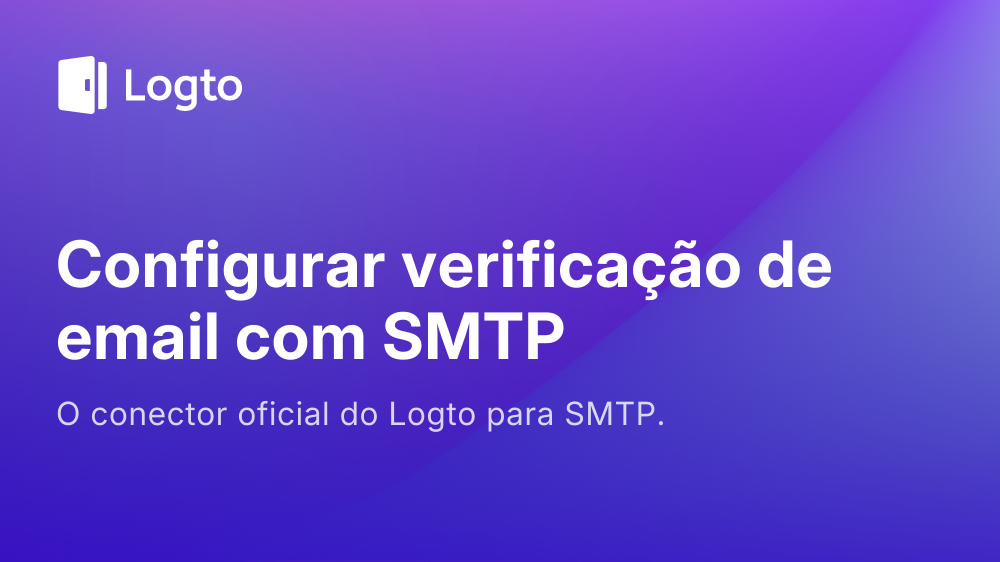 Logto
Configurar verificação de
email com SMTP
O conector oficial do Logto para SMTP.